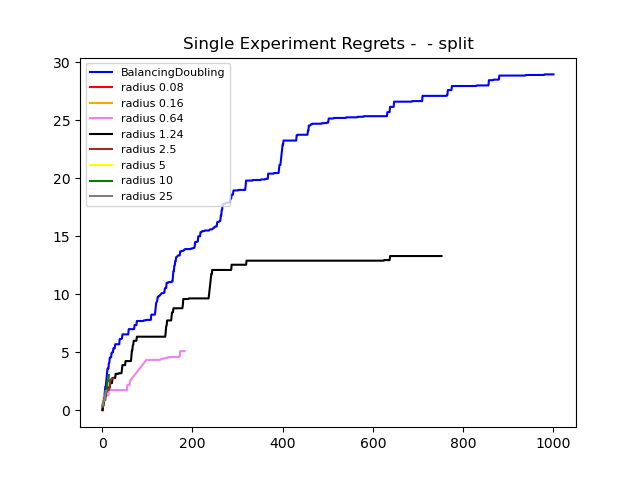 Single Experiment Regrets -  - split
30
25
20
15
10
5
0
BalancingDoubling
radius 0.08
radius 0.16
radius 0.64
radius 1.24
radius 2.5
radius 5
radius 10
radius 25
0 200 400 600 800 1000